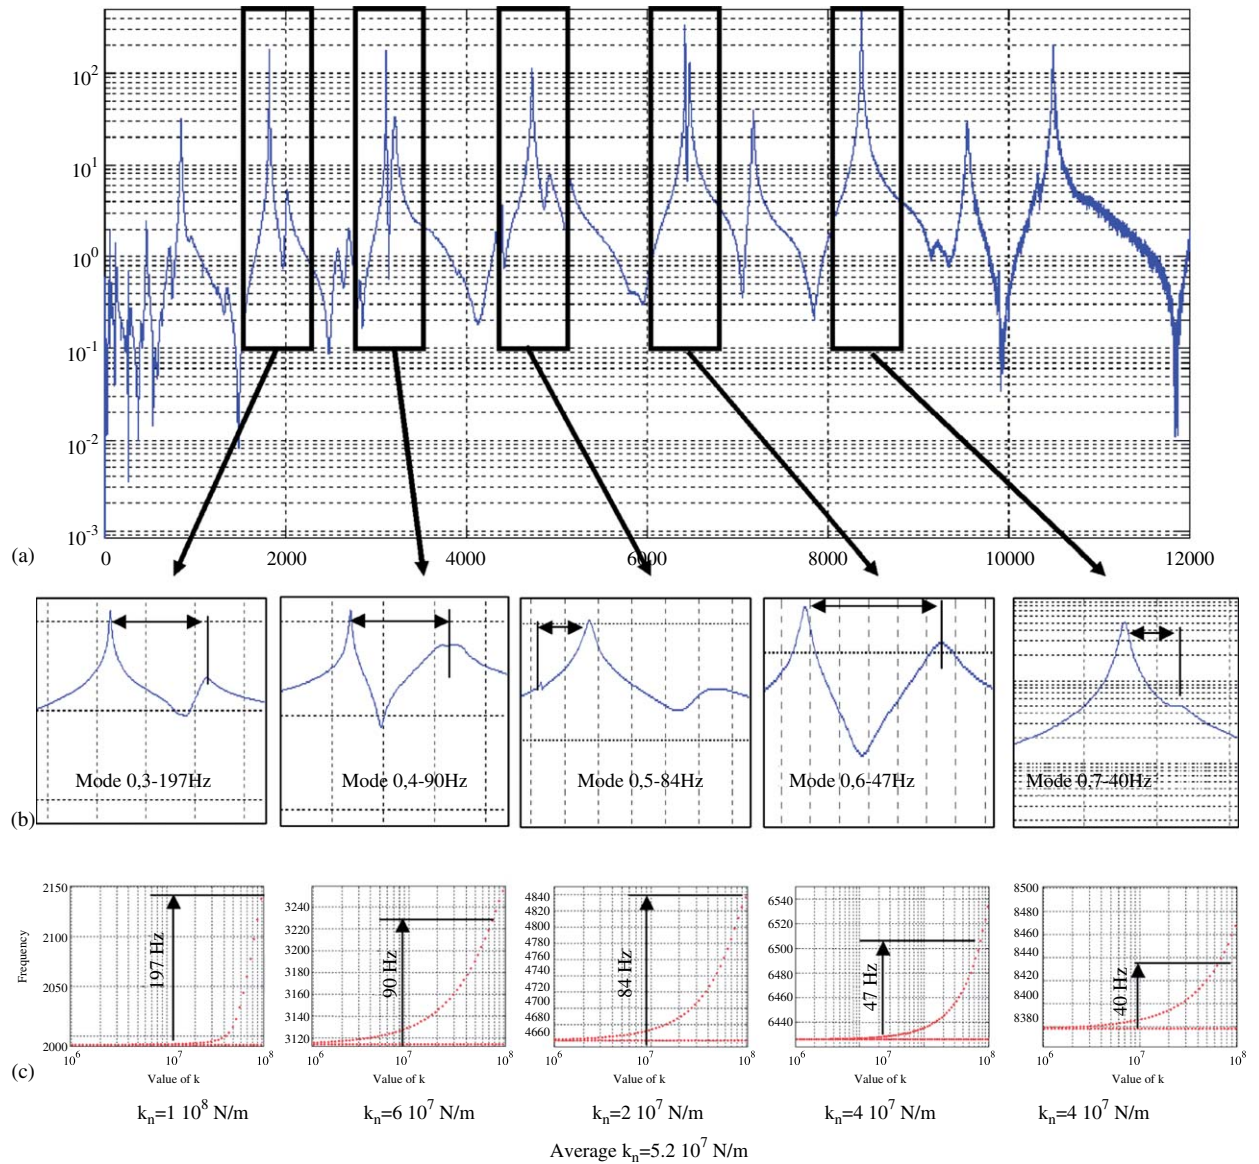 10^2
10^1
10^0
10^-1
10^-2
10^-3
(a)
0 2000 4000 6000 8000 10000 12000
Mode 0,3-197Hz
Mode 0,4-90Hz
Mode 0,5-84Hz
Mode 0,6-47Hz
Mode 0,7-40Hz
(b)
Frequency
2150
2100
2150
2050
2000
197 Hz
10^6 10^7 10^8
Value of k
3240
3220
3200
3180
3160
3140
3120
90 Hz
10^6 10^7 10^8
Value of k
4840
4820
4800
4780
4760
4740
4700
4680
4660
84 Hz
10^6 10^7 10^8
Value of k
6540
6500
6460
6440
47 Hz
10^6 10^7 10^8
Value of k
8500
8460
8420
8400
8380
40 Hz
10^6 10^7 10^8
Value of k
(c)
k_n=1 10^8 N/m
k_n=6 10^7 N/m
k_n=2 10^7 N/m
k_n=4 10^7 N/m
k_n=4 10^7 N/m
Average k_n=5.2 10^7 N/m